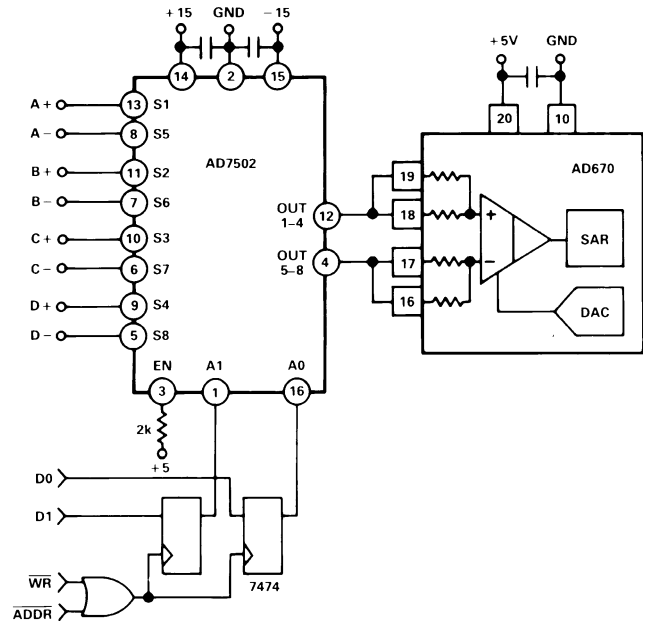 +15 GND -15
14 2 15
+5V GND
20 10
A+ 13 S1
A- 8 S5
B+ 11 S2
B- 7 S6
C+ 10 S3
C- 6 S7
D+ 9 S4
D- 5 S8
AD7502
OUT
1-4
12
OUT
5-8
4
AD670
19
18 +
17 -
16
SAR
DAC
EN A1 A0
3 1 16
2k
+5
D0
D1
7474
WR
ADDR